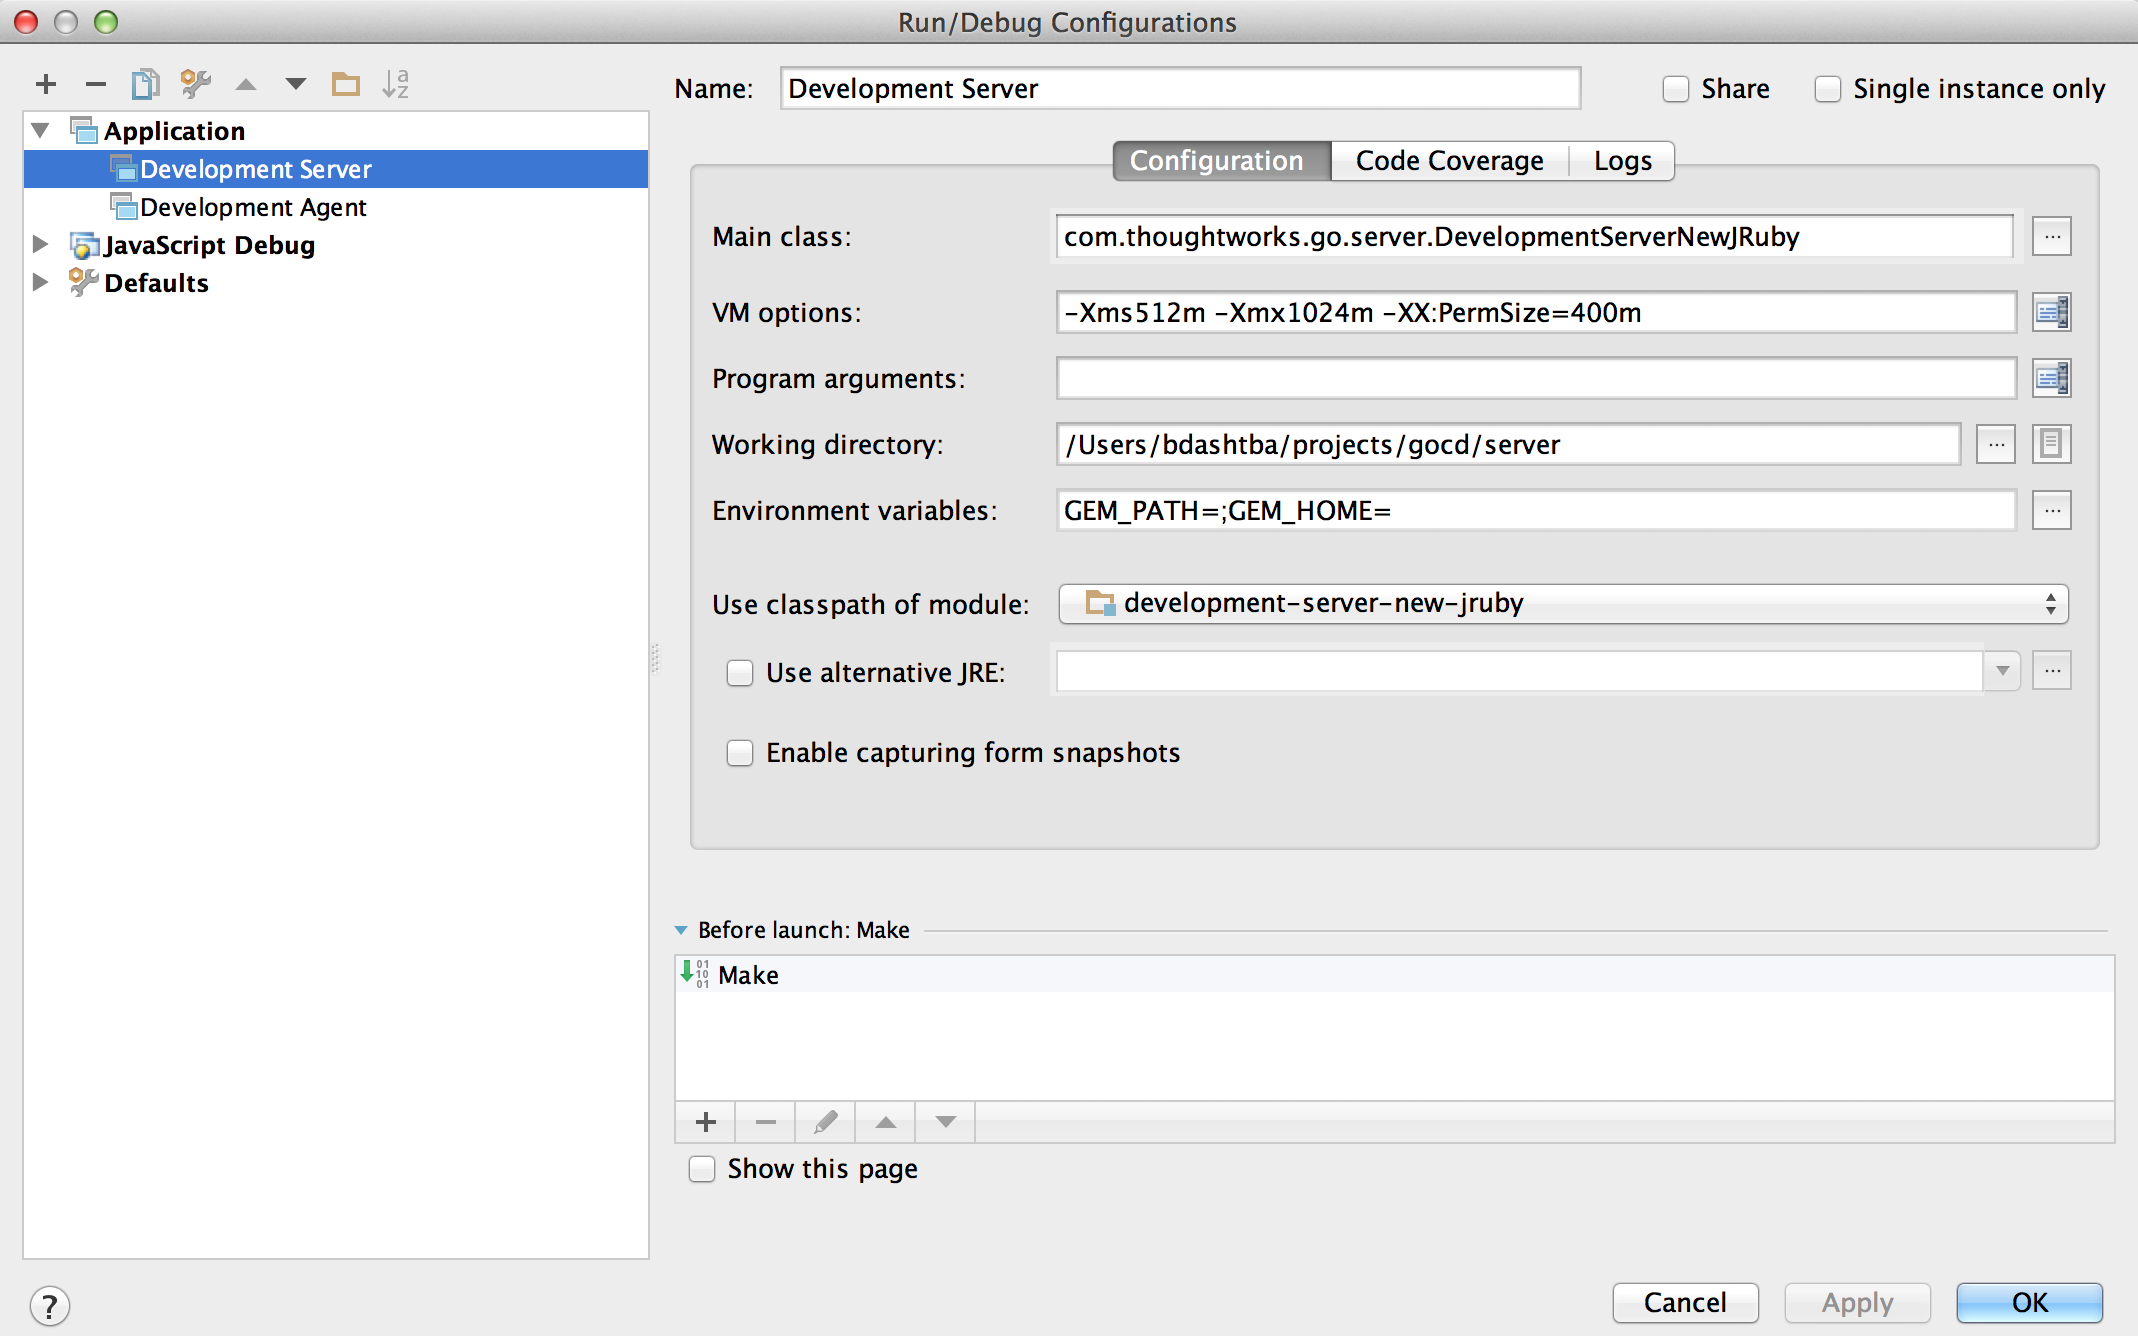 Run/Debug Configurations
Name: Development Server Share Single instance only
Application
Development Server
Development Agent
JavaScript Debug
Defaults
Configuration Code Coverage Logs
Main class: com.thoughtworks.go.server.DevelopmentServerNewJRuby ...
VM options: -Xms512m -Xmx1024m -XX:PermSize=400m
Program arguments:
Working directory: /Users/bdashtba/projects/gocd/server ...
Environment variables: GEM_PATH=;GEM_HOME= ...
Use classpath of module: development-server-new-jruby
Use alternative JRE: ...
Enable capturing form snapshots
Before launch: Make
Make
Show this page
? Cancel Apply OK